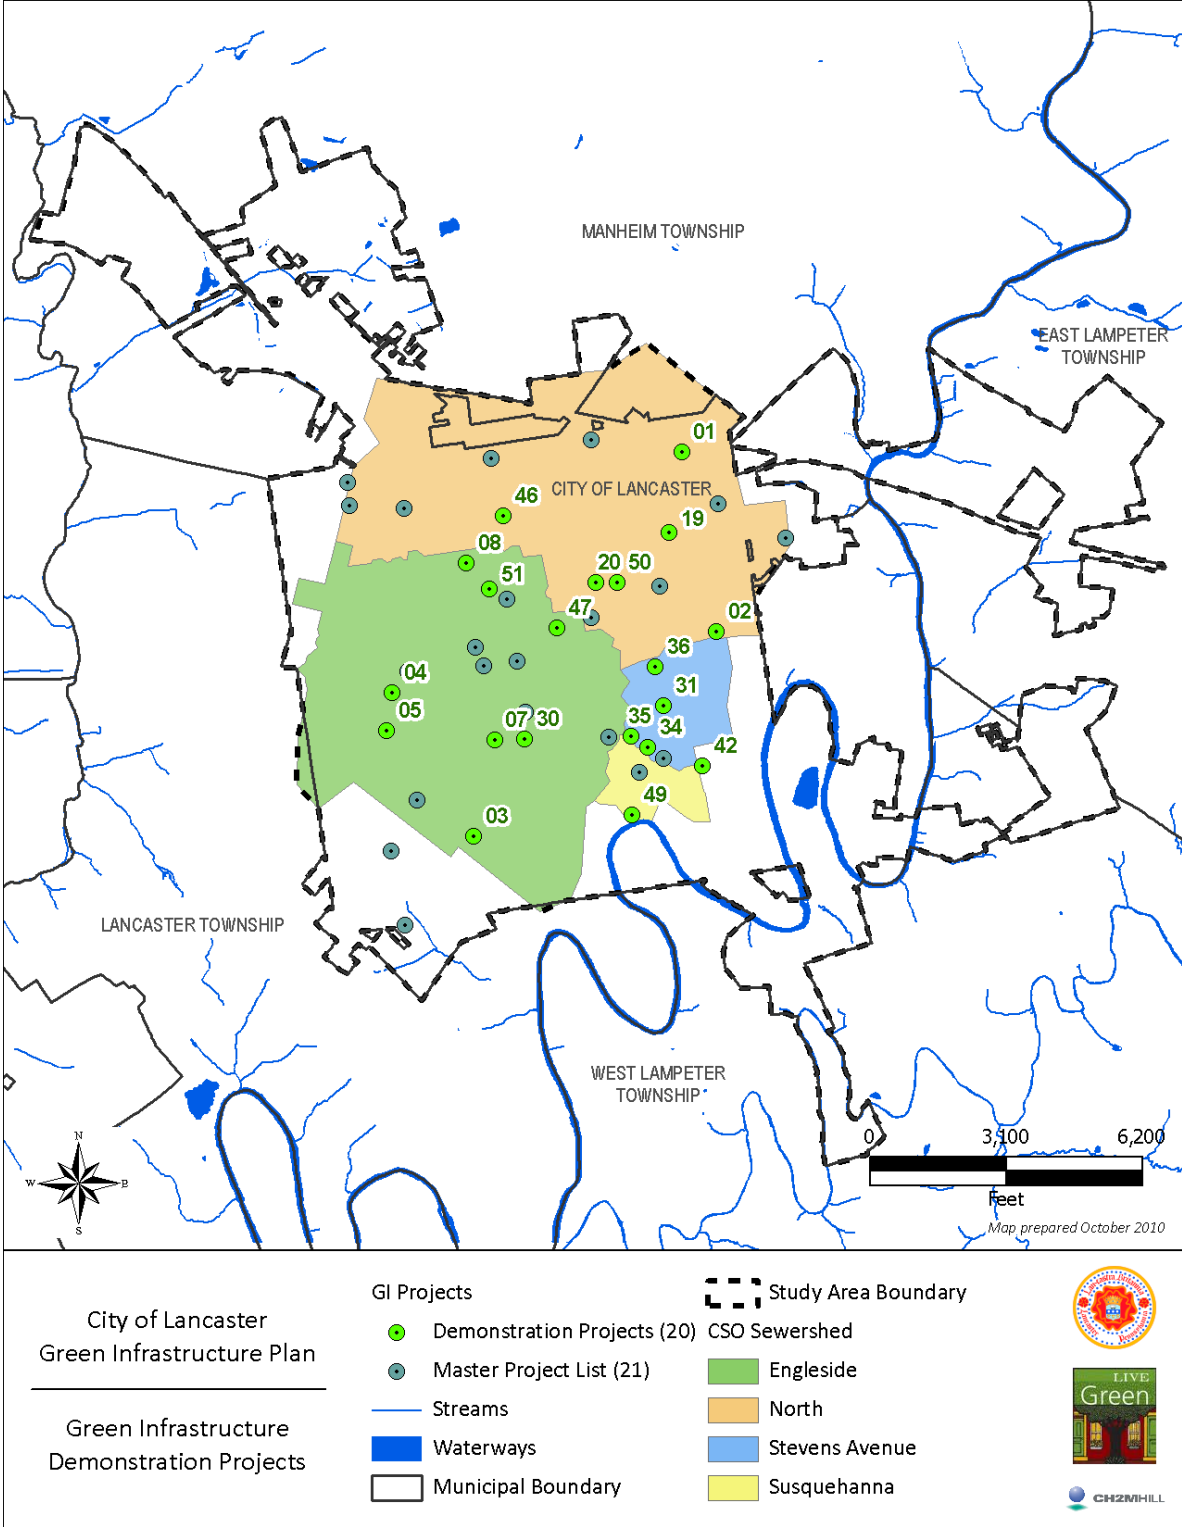 MANHEIM TOWNSHIP
EAST LAMPETER
TOWNSHIP
01
CITY OF LANCASTER
46
19
08
51
20
50
47
02
36
04
31
05
07
30
35
34
42
49
03
LANCASTER TOWNSHIP
WEST LAMPETER
TOWNSHIP
N
W
E
S
0 3,100 6,200
Feet
Map prepared October 2010
City of Lancaster
Green Infrastructure Plan
Green Infrastructure
Demonstration Projects
GI Projects
Demonstration Projects (20)
Master Project List (21)
Streams
Waterways
Municipal Boundary
Study Area Boundary
CSO Sewershed
Engleside
North
Stevens Avenue
Susquehanna
LIVE
Green
CH2MHILL